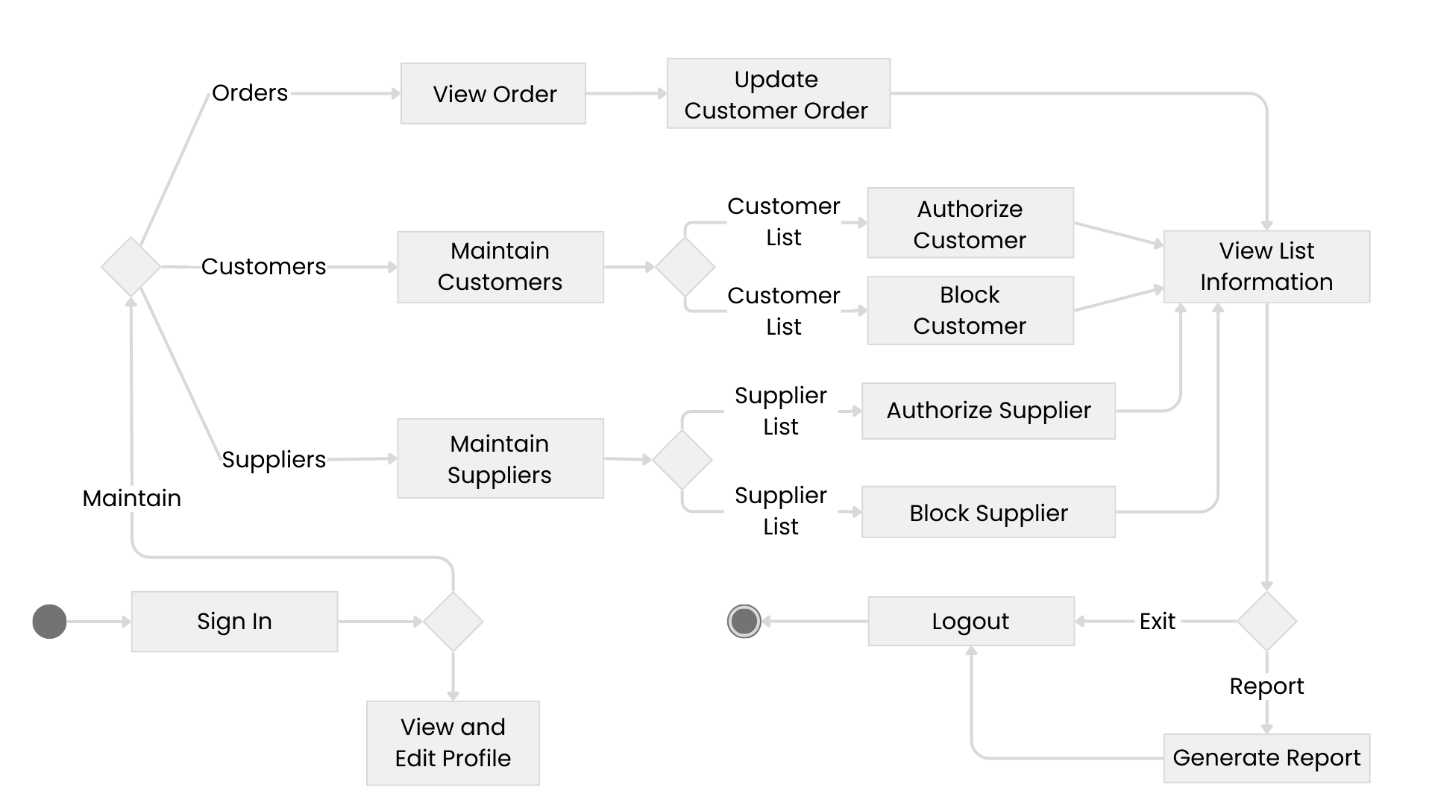 Orders
View Order
Update
Customer Order
Customer
List
Authorize
Customer
Customers
Maintain
Customers
View List
Information
Customer
List
Block
Customer
Supplier
List
Authorize Supplier
Suppliers
Maintain
Suppliers
Maintain
Supplier
List
Block Supplier
Sign In
Logout
Exit
Report
View and
Edit Profile
Generate Report